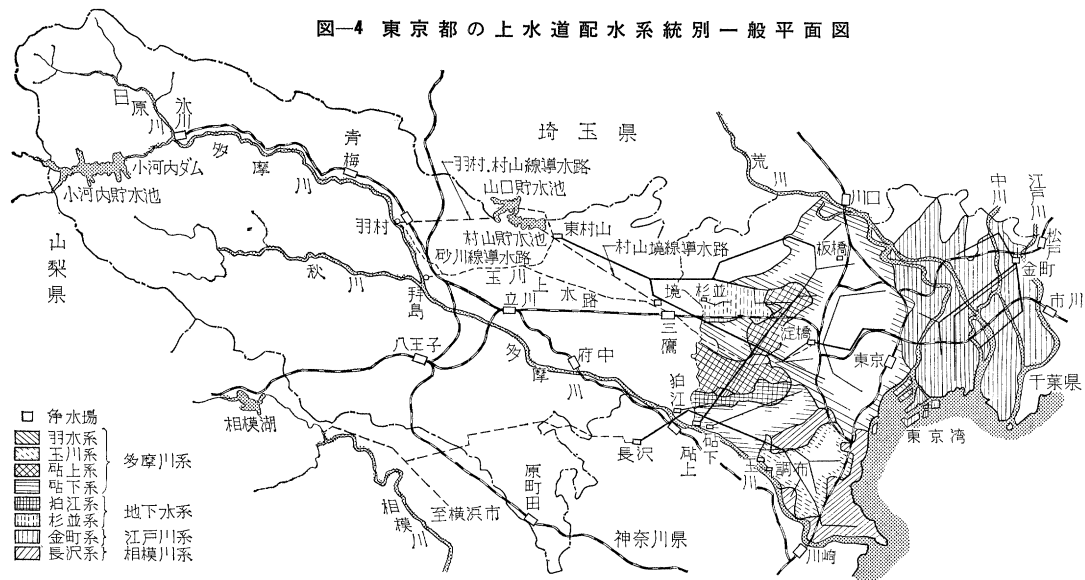 図―4 東京都の上水道配水系統別一般平面図
埼玉県
山梨県
神奈川県
千葉県
東京湾
日原川
氷川
多摩川
小河内ダム
小河内貯水池
青梅
羽村
羽村,村山線導水路
山口貯水池
村山貯水池
砂川線導水路
玉川上水路
東村山
村山境線導水路
秋川
拝島
立川
八王子
多摩川
府中
境
三鷹
杉並
淀橋
板橋
東京
荒川
川口
中川
江戸川
松戸
金町
市川
狛江
長沢
砧上
砧下
玉川
調布
川崎
相模湖
相模川
至横浜市
原町田
浄水場
羽水系
玉川系
砧上系
砧下系
多摩川系
狛江系
杉並系
地下水系
金町系
江戸川系
長沢系
相模川系